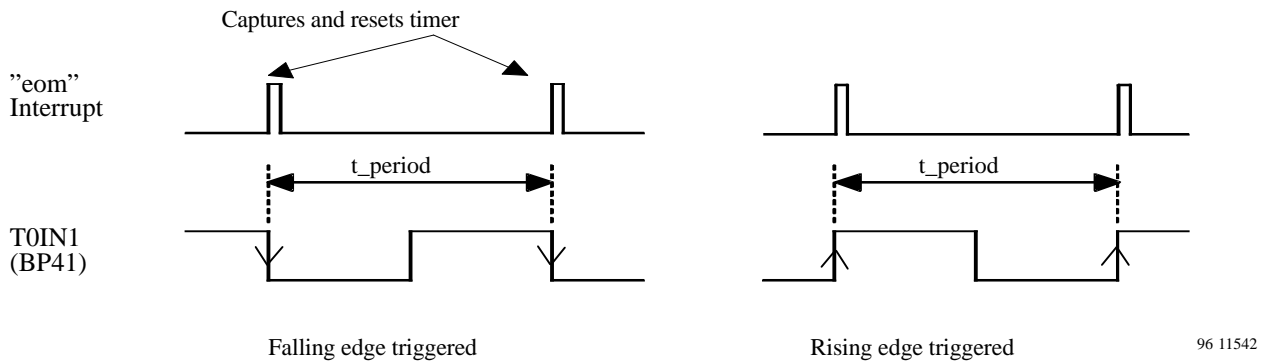 Captures and resets timer
”eom”
Interrupt
t_period
t_period
T0IN1
(BP41)
Falling edge triggered
Rising edge triggered
96 11542